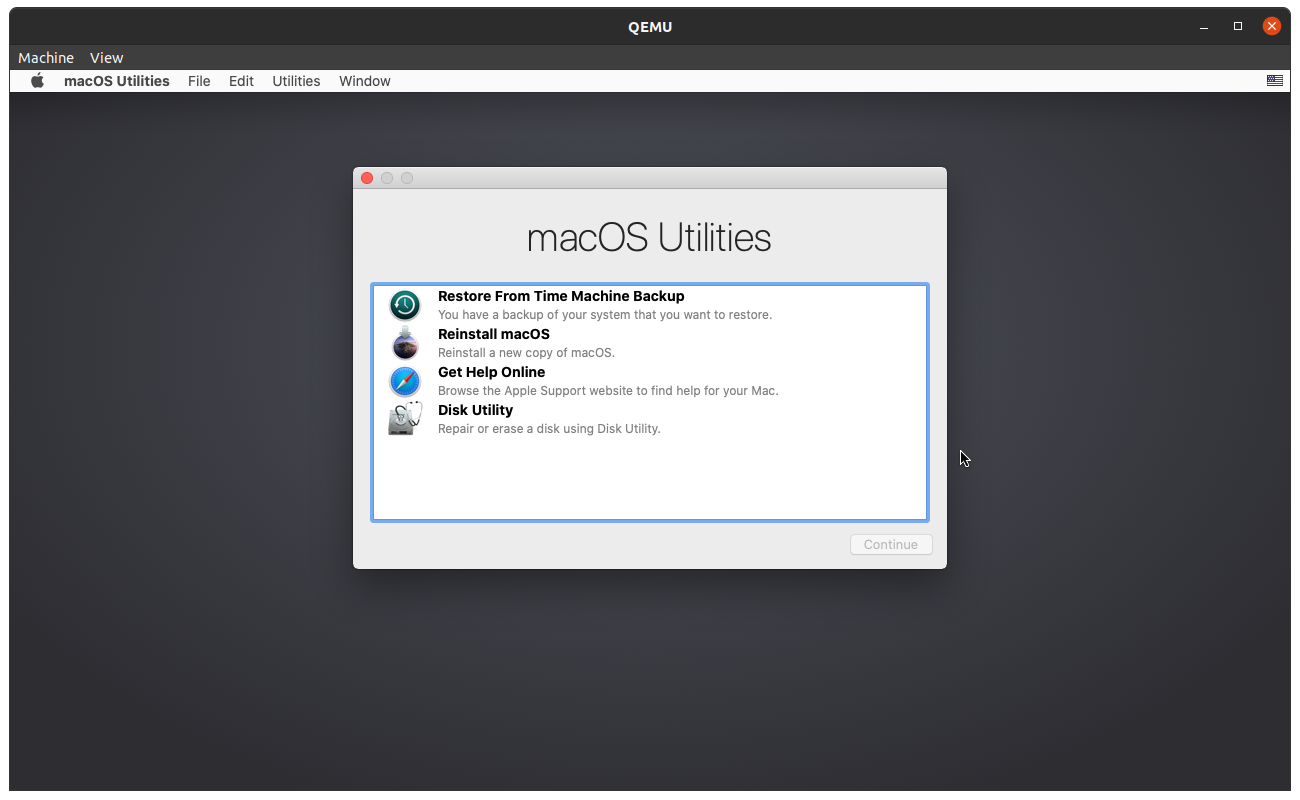 QEMU
Machine View
macOS Utilities File Edit Utilities Window
macOS Utilities
Restore From Time Machine Backup
You have a backup of your system that you want to restore.
Reinstall macOS
Reinstall a new copy of macOS.
Get Help Online
Browse the Apple Support website to find help for your Mac.
Disk Utility
Repair or erase a disk using Disk Utility.
Continue